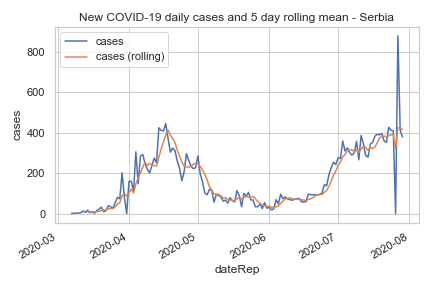 New COVID-19 daily cases and 5 day rolling mean - Serbia
cases
cases (rolling)
800
600
400
200
0
cases
2020-03
2020-04
2020-05
2020-06
2020-07
2020-08
dateRep